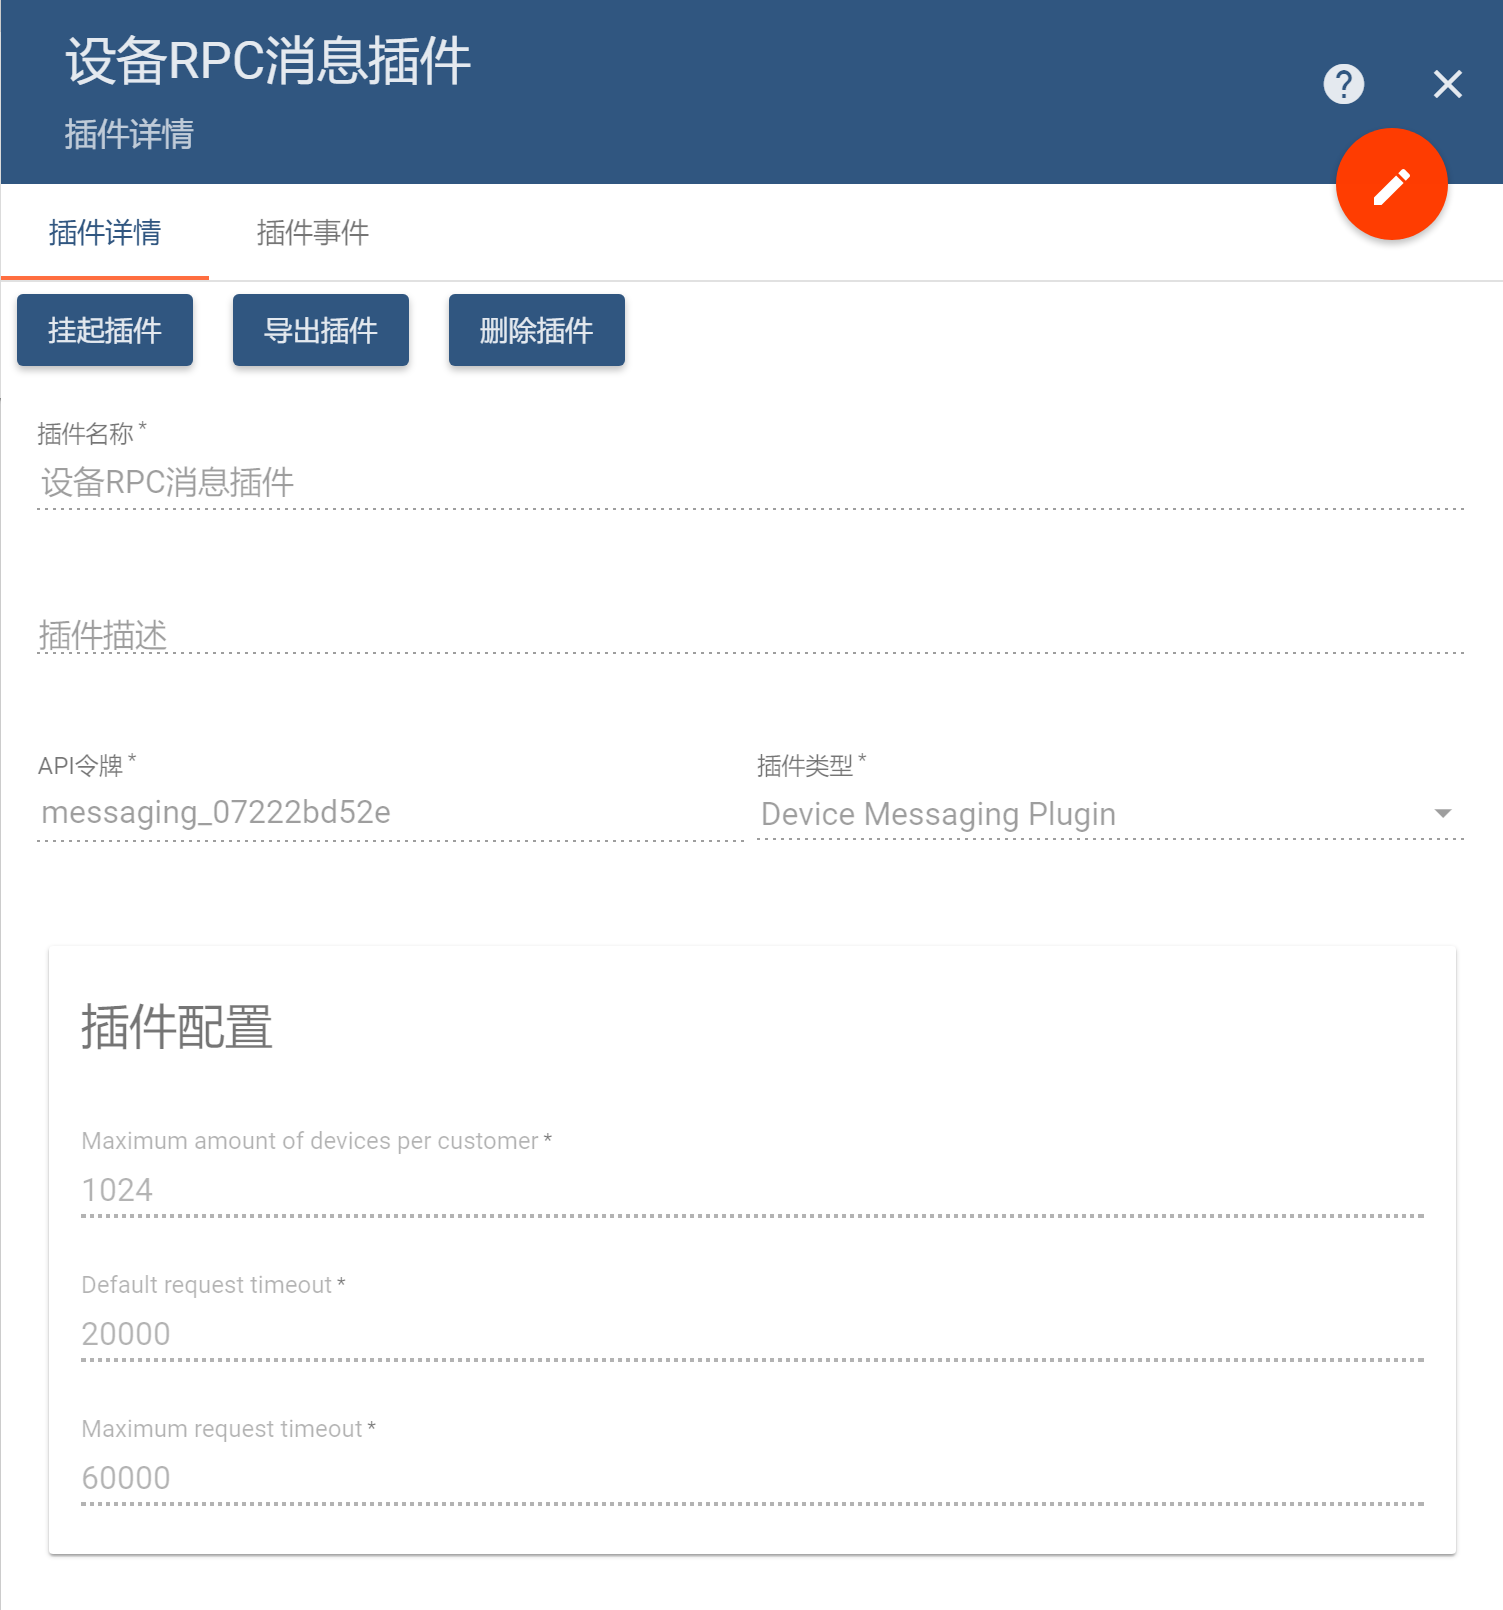 设备RPC消息插件
插件详情
插件详情 插件事件
挂起插件 导出插件 删除插件
插件名称 *
设备RPC消息插件
插件描述
API令牌 * 插件类型 *
messaging_07222bd52e Device Messaging Plugin
插件配置
Maximum amount of devices per customer *
1024
Default request timeout *
20000
Maximum request timeout *
60000